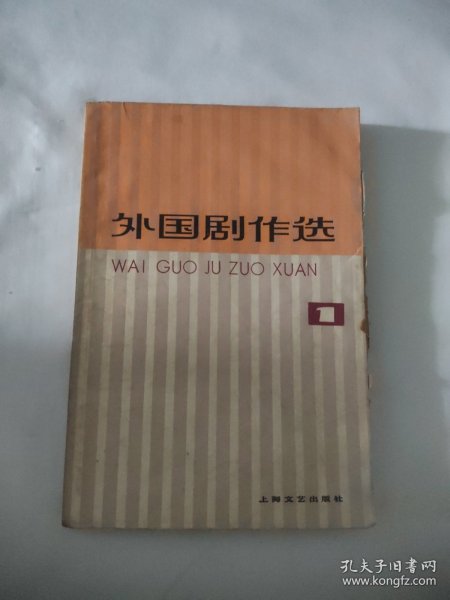 外国剧作选
WAI GUO JU ZUO XUAN
1
上海文艺出版社
孔夫子旧书网
www.kongfz.com